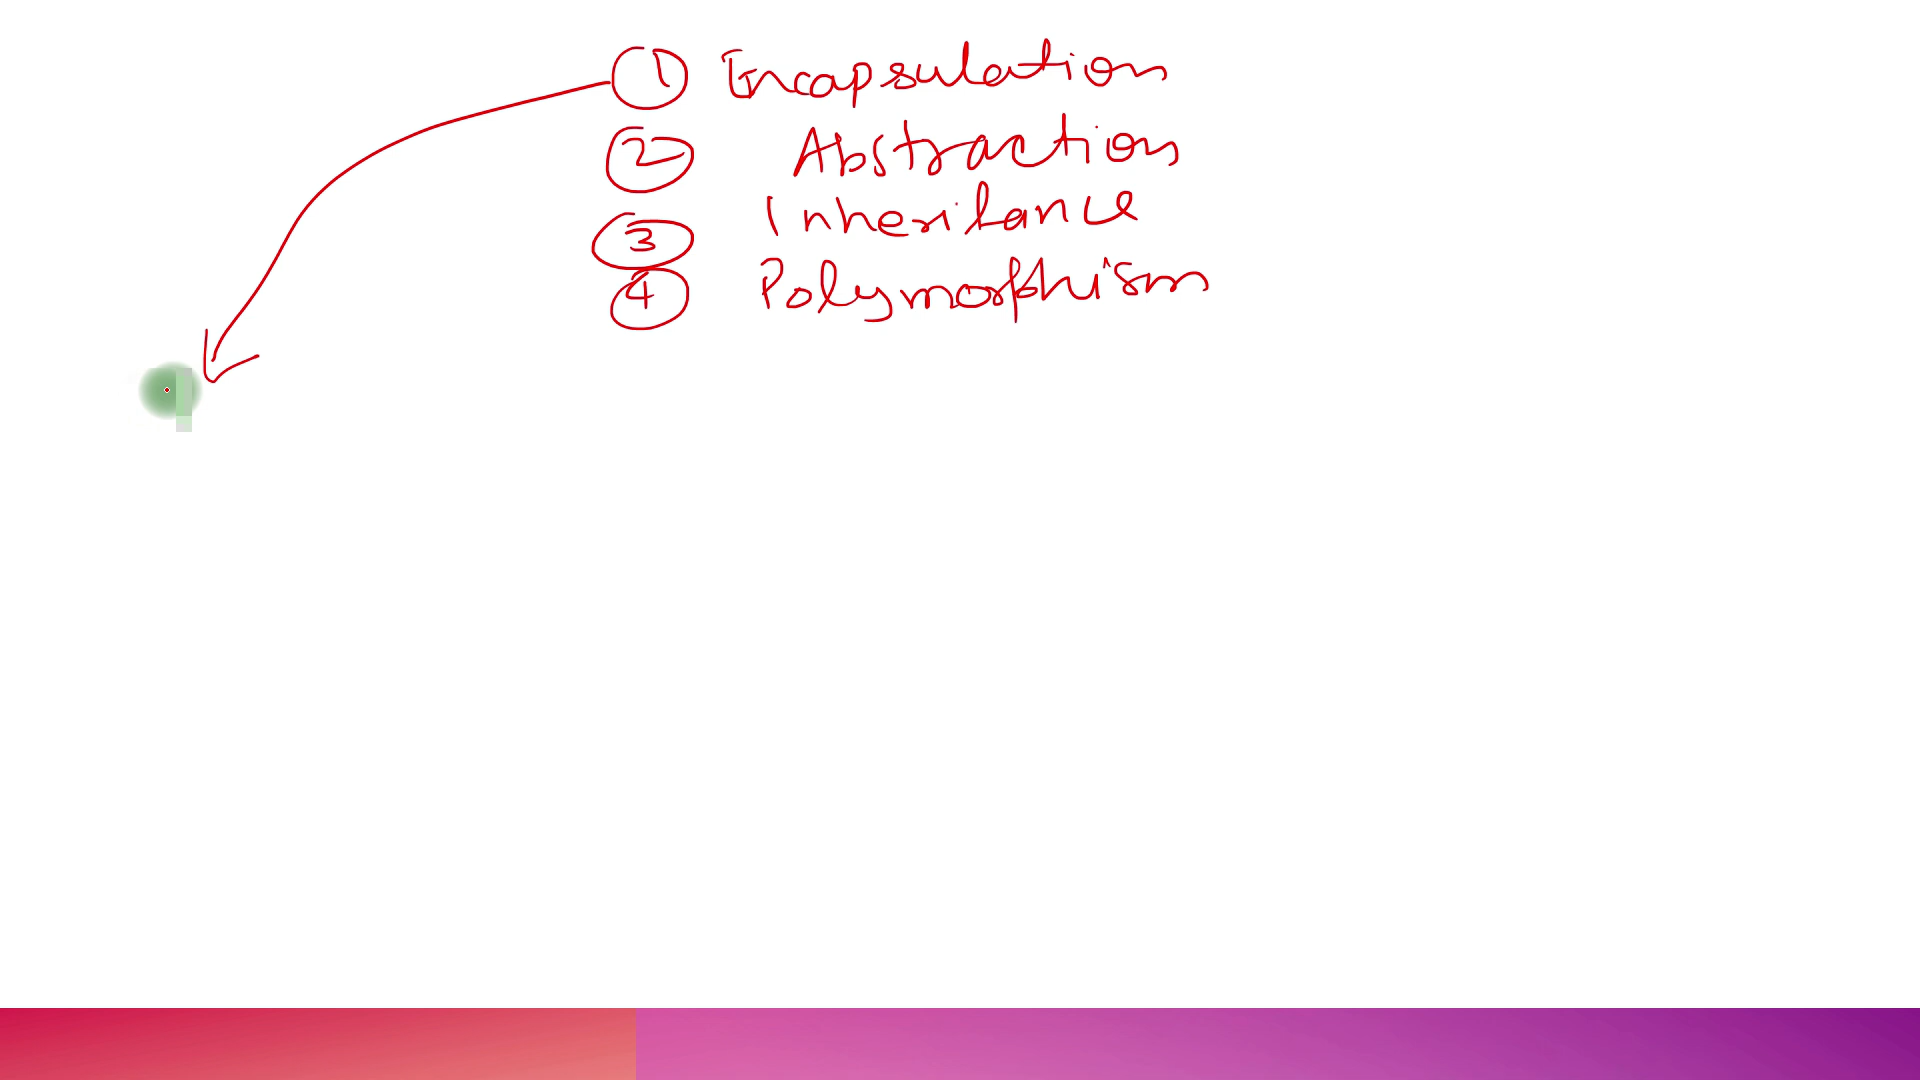 1 Encapsulation
2 Abstraction
3 Inheritance
4 Polymorphism